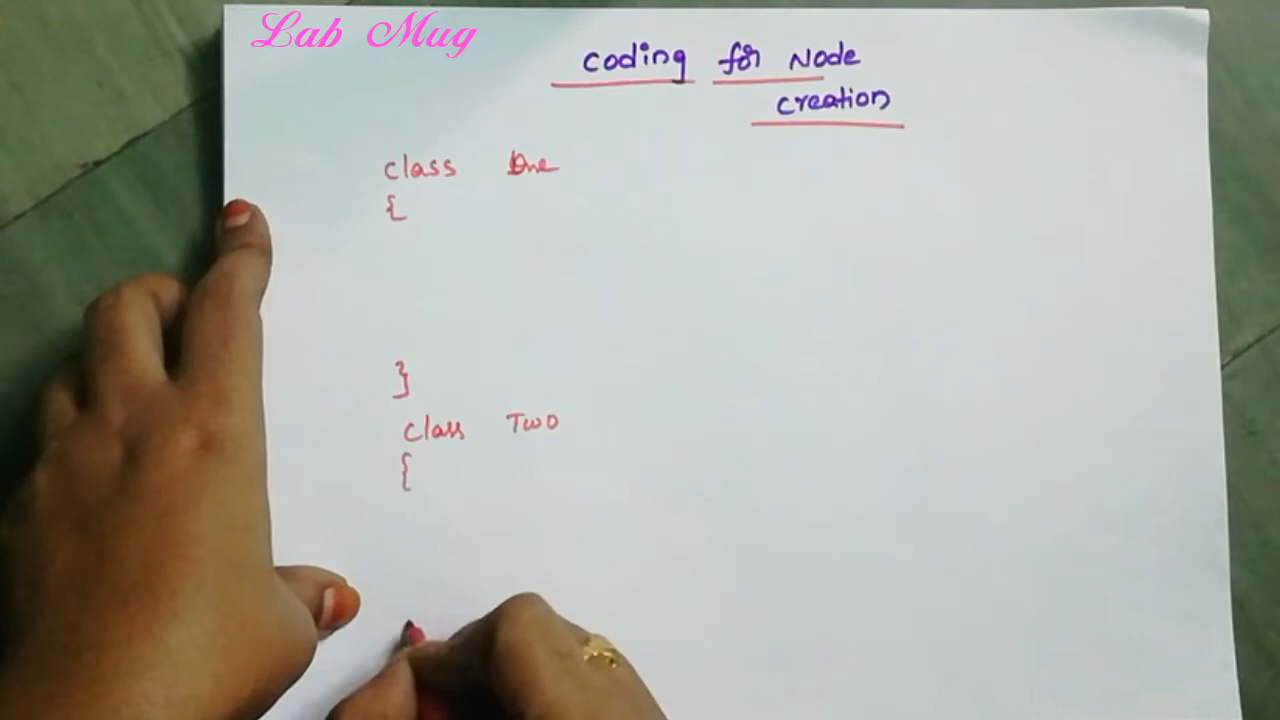 Lab Mug
Coding for Node
Creation
class One
{
}
class Two
{